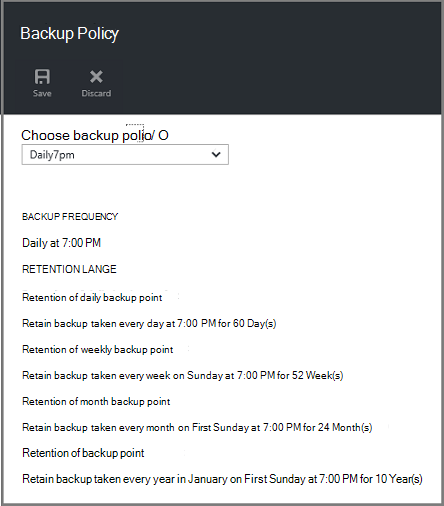 Backup Policy
Save Discard
Choose backup polio/ O
Daily7pm
BACKUP FREQUENCY
Daily at 7:00 PM
RETENTION LANGE
Retention of daily backup point
Retain backup taken every day at 7:00 PM for 60 Day(s)
Retention of weekly backup point
Retain backup taken every week on Sunday at 7:00 PM for 52 Week(s)
Retention of month backup point
Retain backup taken every month on First Sunday at 7:00 PM for 24 Month(s)
Retention of backup point
Retain backup taken every year in January on First Sunday at 7:00 PM for 10 Year(s)